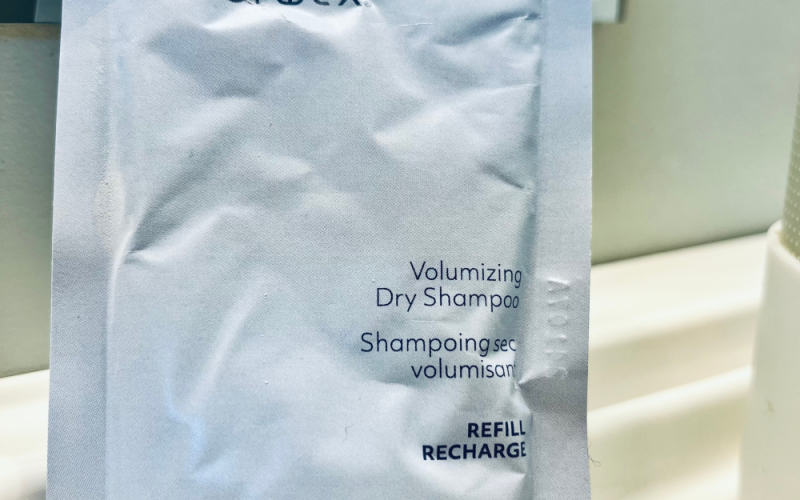 Volumizing
Dry Shampoo
Shampoing sec
volumisant
REFILL
RECHARGE